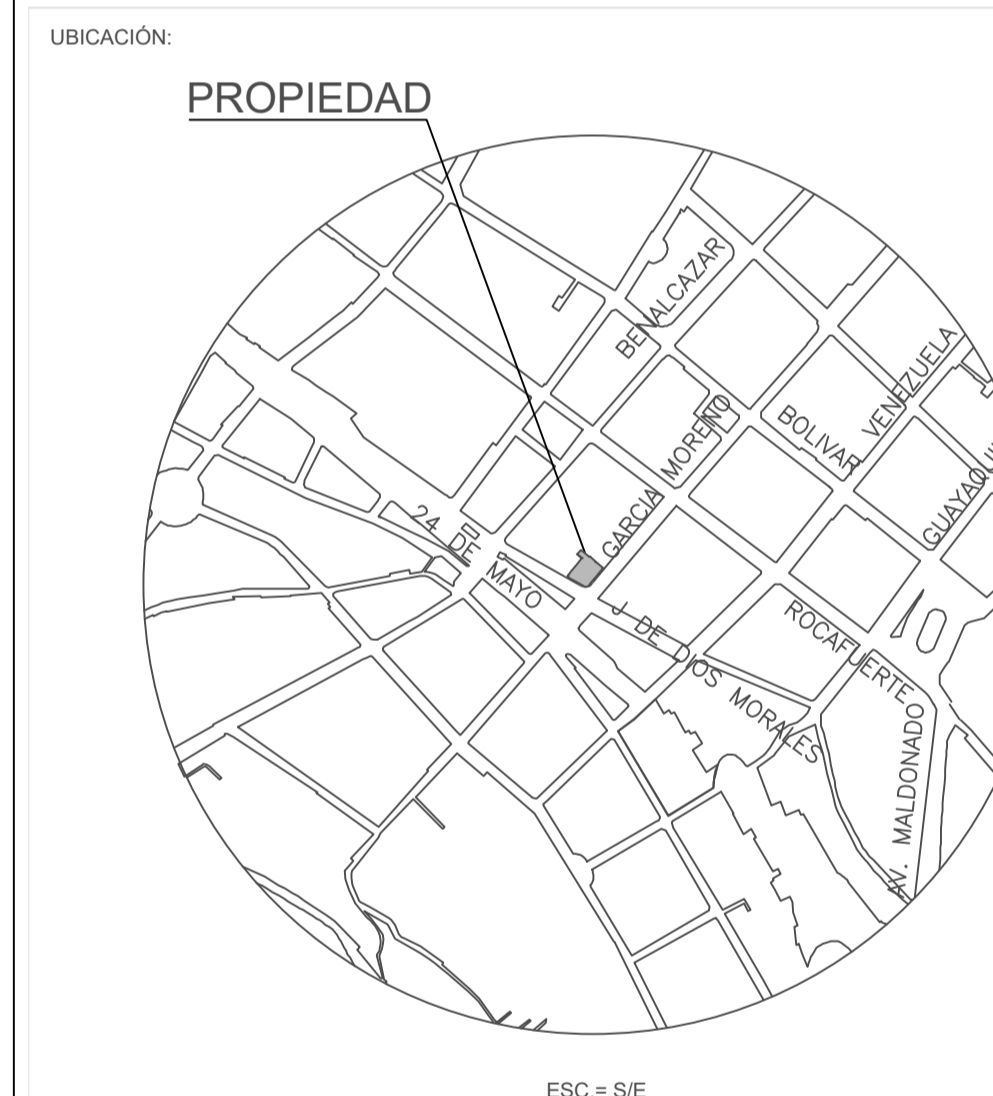 UBICACIÓN:
PROPIEDAD
BENALCAZAR
GARCIA MORENO
BOLIVAR
VENEZUELA
24 DE MAYO
J DE DIOS MORALES
ROCAFUERTE
AV. MALDONADO
ESC.= S/E